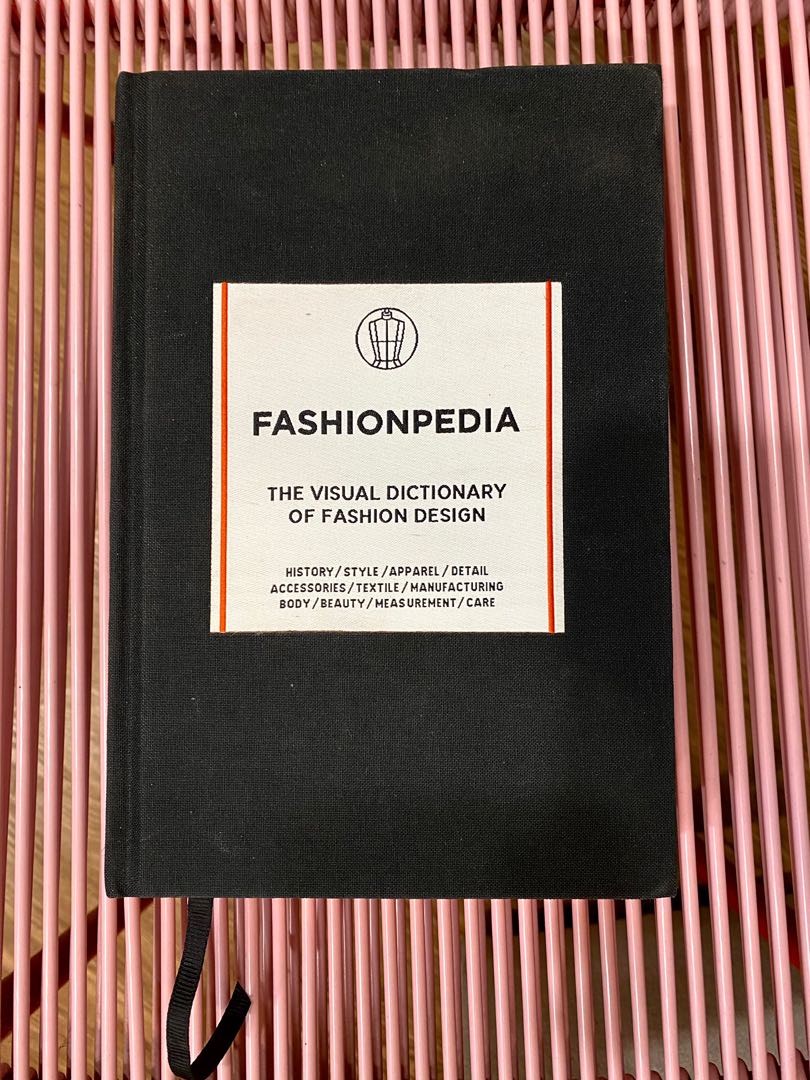 FASHIONPEDIA
THE VISUAL DICTIONARY
OF FASHION DESIGN
HISTORY/STYLE/APPAREL/DETAIL
ACCESSORIES/TEXTILE/MANUFACTURING
BODY/BEAUTY/MEASUREMENT/CARE